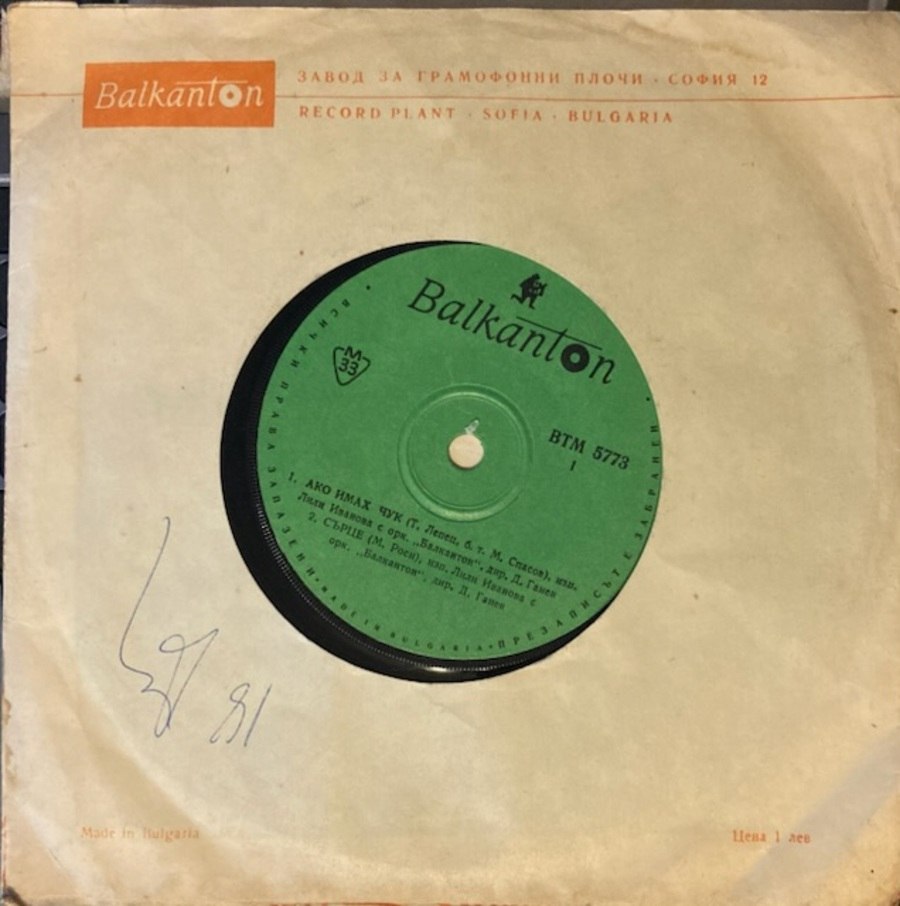 Balkanton
ЗАВОД ЗА ГРАМОФОННИ ПЛОЧИ · СОФИЯ 12
RECORD PLANT · SOFIA · BULGARIA
Balkanton
М
33
ВТМ 5773
I
1. АКО ИМАХ ЧУК (Т. Лепец, б. т. М. Спасов), изп.
Лили Иванова с орк. „Балкантон“, дир. Д. Ганев
2. СЪРЦЕ (М. Роси), изп. Лили Иванова с
орк. „Балкантон“, дир. Д. Ганев
· ВСИЧКИ ПРАВА ЗАПАЗЕНИ · MADE IN BULGARIA · ПРЕЗАПИСЪТ Е ЗАБРАНЕН ·
Made in Bulgaria
Цена 1 лев